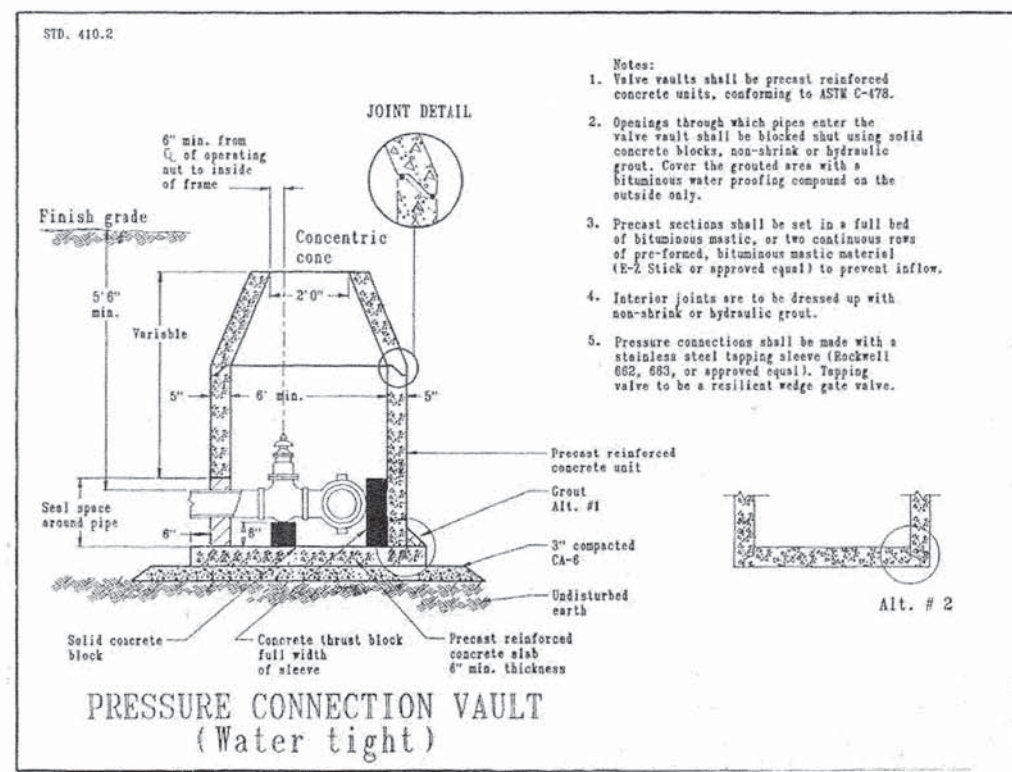 STD. 410.2
Notes:
1. Valve vaults shall be precast reinforced
concrete units, conforming to ASTM C-478.
2. Openings through which pipes enter the
valve vault shall be blocked shut using solid
concrete blocks, non-shrink or hydraulic
grout. Cover the grouted area with a
bituminous water proofing compound on the
outside only.
3. Precast sections shall be set in a full bed
of bituminous mastic, or two continuous rows
of pre-formed, bituminous mastic material
(E-Z Stick or approved equal) to prevent inflow.
4. Interior joints are to be dressed up with
non-shrink or hydraulic grout.
5. Pressure connections shall be made with a
stainless steel tapping sleeve (Rockwell
662, 663, or approved equal). Tapping
valve to be a resilient wedge gate valve.
JOINT DETAIL
6" min. from
℄ of operating
nut to inside
of frame
Finish grade
Concentric
cone
2'0"
5'6"
min.
Variable
5"
6' min.
5"
Precast reinforced
concrete unit
Grout
Alt. #1
Seal space
around pipe
6"
8"
3" compacted
CA-6
Undisturbed
earth
Solid concrete
block
Concrete thrust block
full width
of sleeve
Precast reinforced
concrete slab
6" min. thickness
Alt. # 2
PRESSURE CONNECTION VAULT
(Water tight)